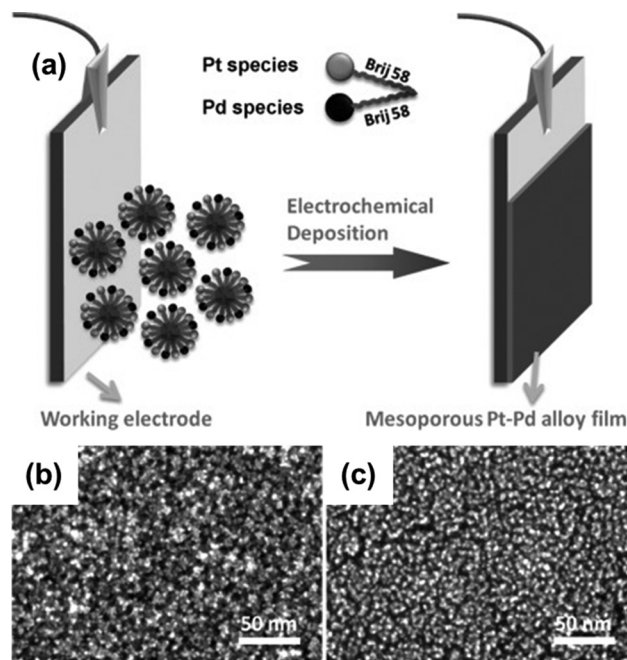 (a)
Pt species
Brij 58
Pd species
Brij 58
Electrochemical
Deposition
Working electrode
Mesoporous Pt-Pd alloy film
(b)
(c)
50 nm
50 nm